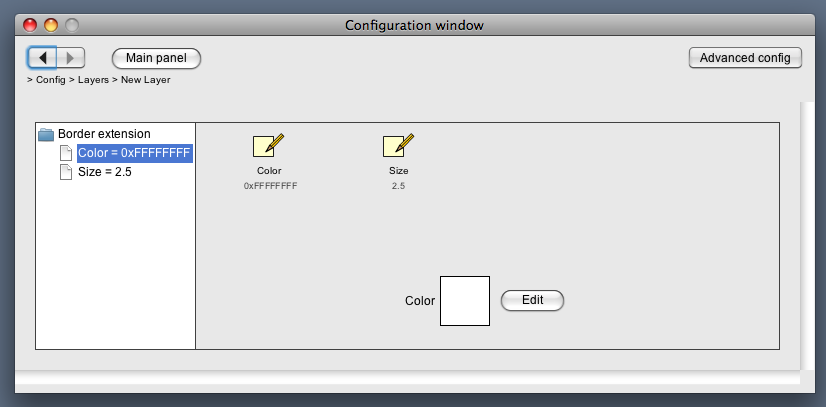 Configuration window
Main panel
Advanced config
> Config > Layers > New Layer
Border extension
Color = 0xFFFFFFFF
Size = 2.5
Color
0xFFFFFFFF
Size
2.5
Color
Edit